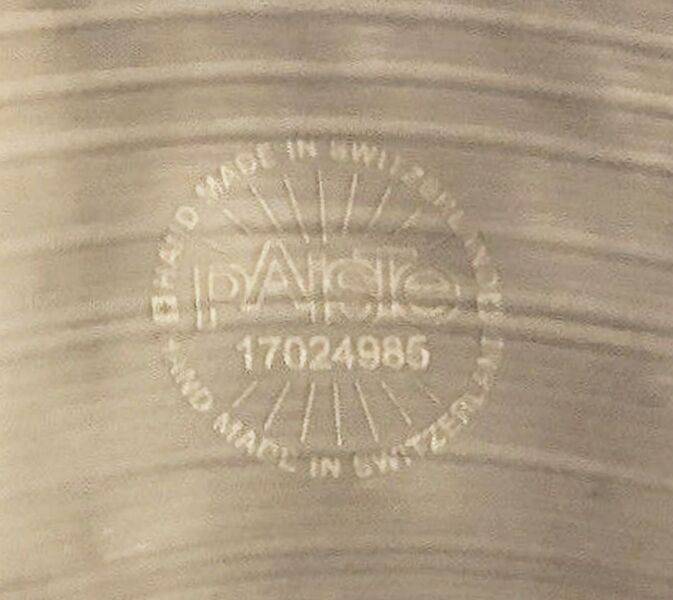 HAND MADE IN SWITZERLAND
PAiSTe
17024985
HAND MADE IN SWITZERLAND